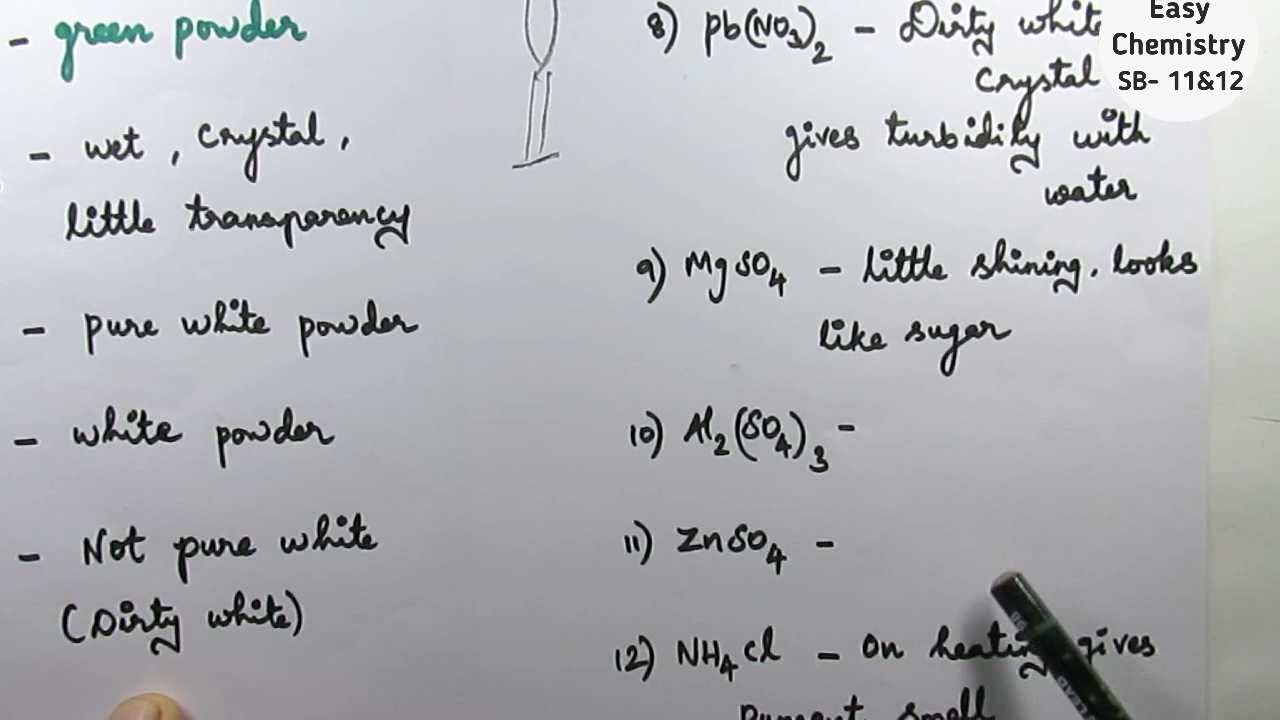 - green powder
- wet, crystal,
little transparency
- pure white powder
- white powder
- Not pure white
(Dirty white)
8) pb(NO3)2 - Dirty white
crystal
gives turbidity with
water
9) MgSO4 - little shining. looks
like sugar
10) Al2(SO4)3 -
11) ZnSO4 -
12) NH4Cl - on heating gives
smell
Easy
Chemistry
SB- 11&12